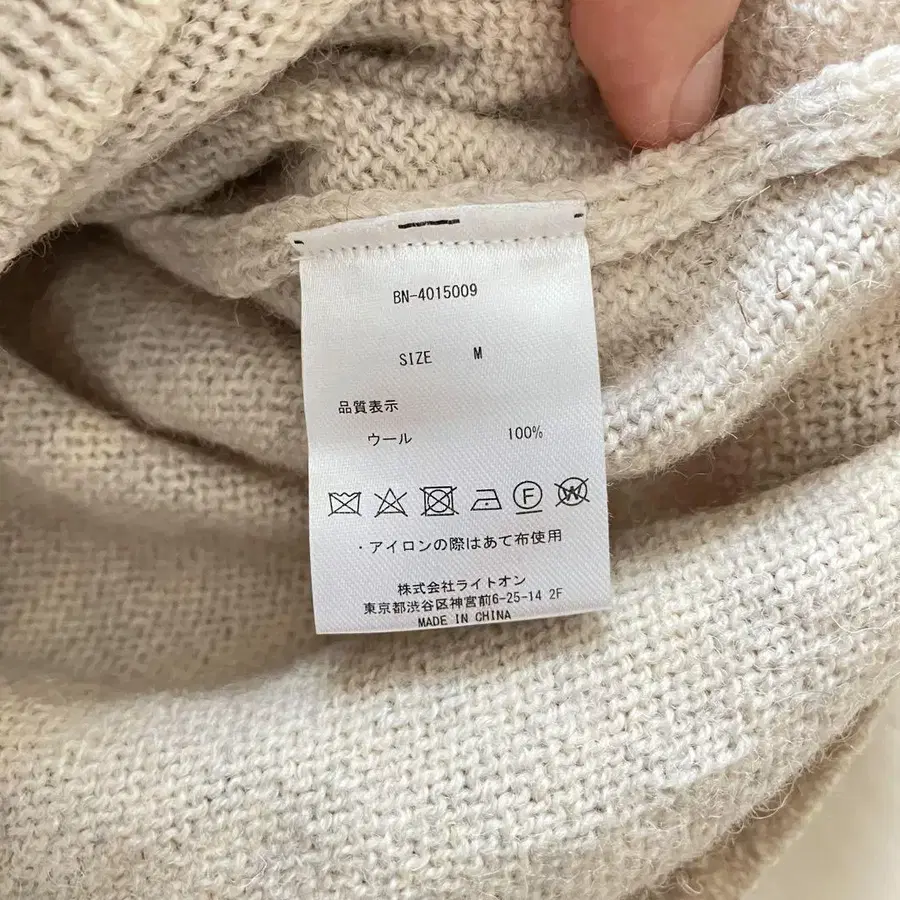 BN-4015009
SIZE M
品質表示
ウール 100%
F W
・アイロンの際はあて布使用
株式会社ライトオン
東京都渋谷区神宮前6-25-14 2F
MADE IN CHINA